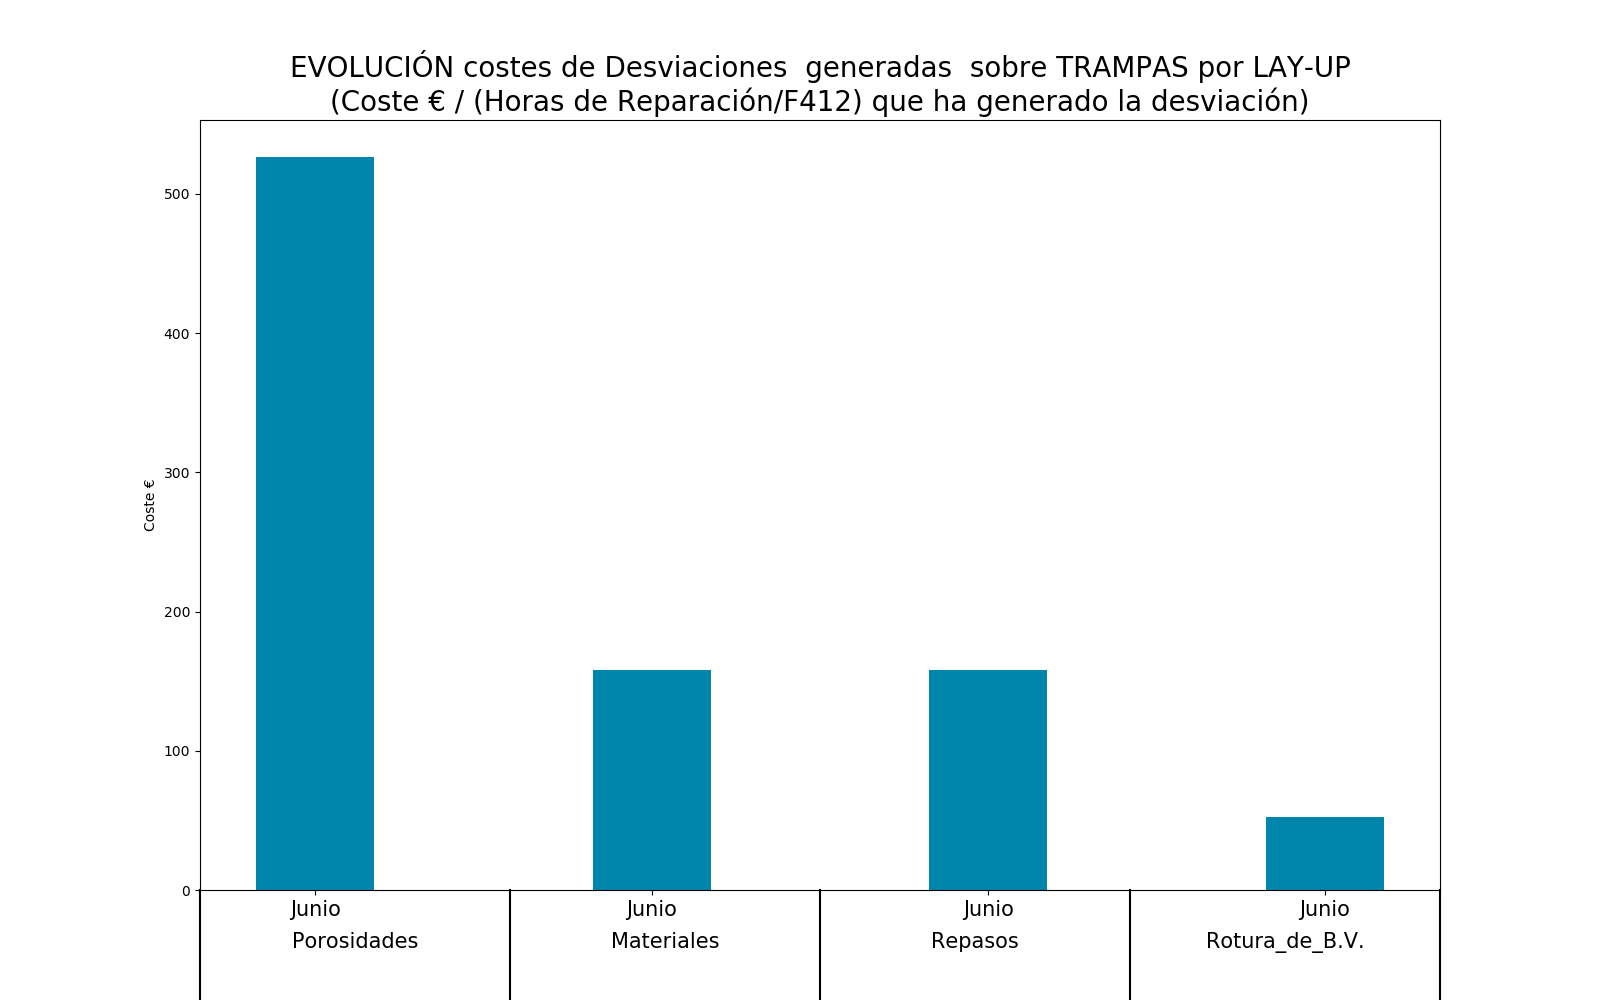 EVOLUCIÓN costes de Desviaciones  generadas  sobre TRAMPAS por LAY-UP
(Coste € / (Horas de Reparación/F412) que ha generado la desviación)
500
400
300
200
100
0
Coste €
Junio Junio Junio Junio
Porosidades Materiales Repasos Rotura_de_B.V.